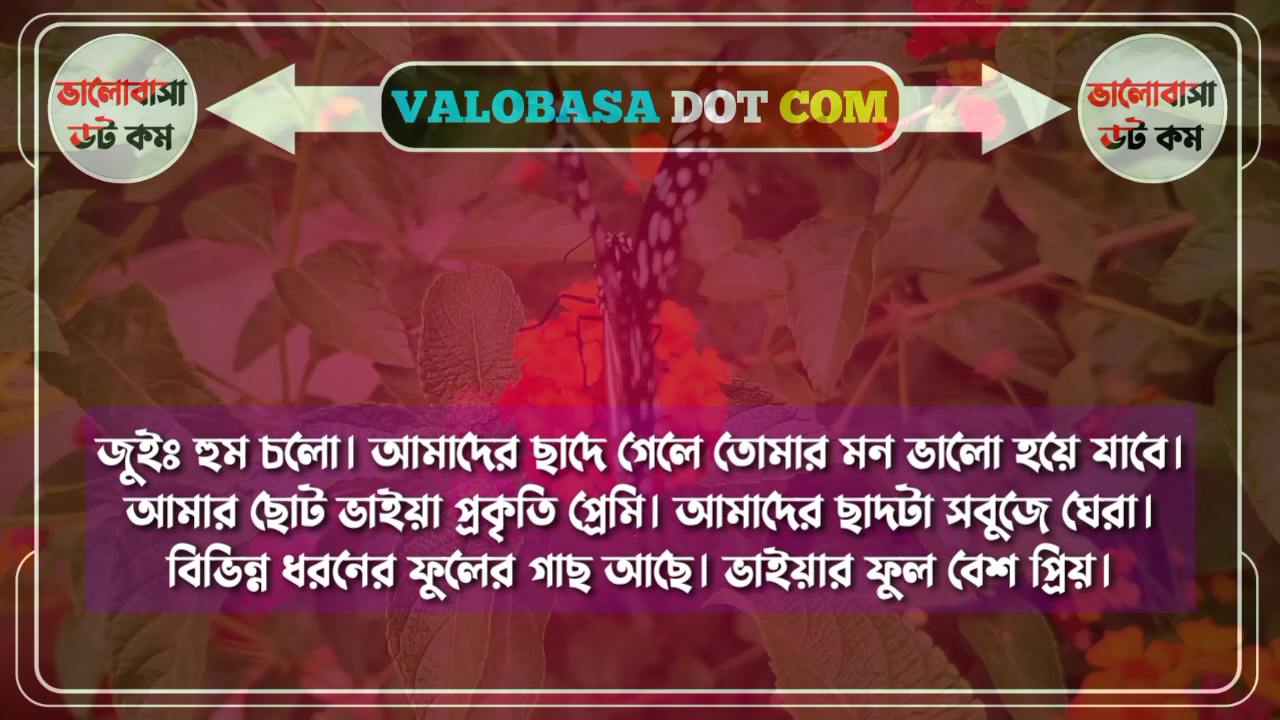 ভালোবাসা
ডট কম
VALOBASA DOT COM
ভালোবাসা
ডট কম
জুইঃ হুম চলো। আমাদের ছাদে গেলে তোমার মন ভালো হয়ে যাবে।
আমার ছোট ভাইয়া প্রকৃতি প্রেমি। আমাদের ছাদটা সবুজে ঘেরা।
বিভিন্ন ধরনের ফুলের গাছ আছে। ভাইয়ার ফুল বেশ প্রিয়।